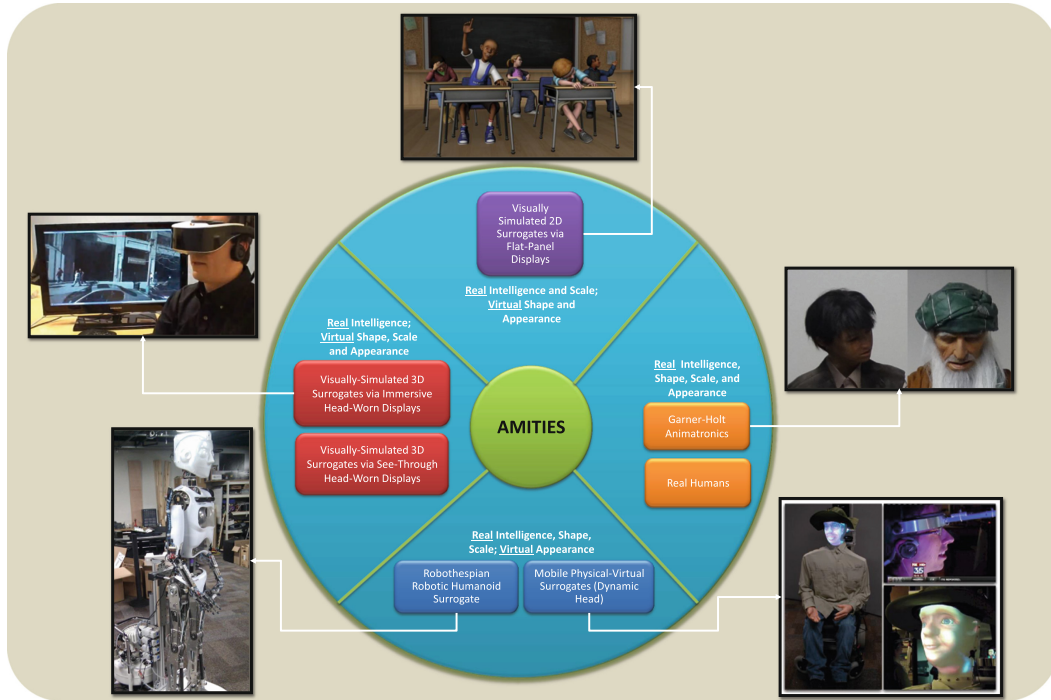 Visually
Simulated 2D
Surrogates via
Flat-Panel
Displays
Real Intelligence and Scale;
Virtual Shape and
Appearance
Real Intelligence;
Virtual Shape, Scale
and Appearance
Visually-Simulated 3D
Surrogates via Immersive
Head-Worn Displays
Visually-Simulated 3D
Surrogates via See-Through
Head-Worn Displays
AMITIES
Real Intelligence,
Shape, Scale, and
Appearance
Garner-Holt
Animatronics
Real Humans
Real Intelligence, Shape,
Scale; Virtual Appearance
Robothespian
Robotic Humanoid
Surrogate
Mobile Physical-Virtual
Surrogates (Dynamic
Head)
35